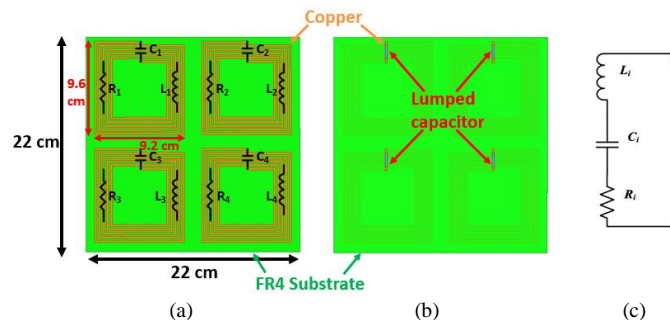 Copper
C1
C2
9.6
cm
R1
L1
R2
L2
Lumped
capacitor
9.2 cm
22 cm
C3
C4
R3
L3
R4
L4
22 cm
FR4 Substrate
Li
Ci
Ri
(a)
(b)
(c)